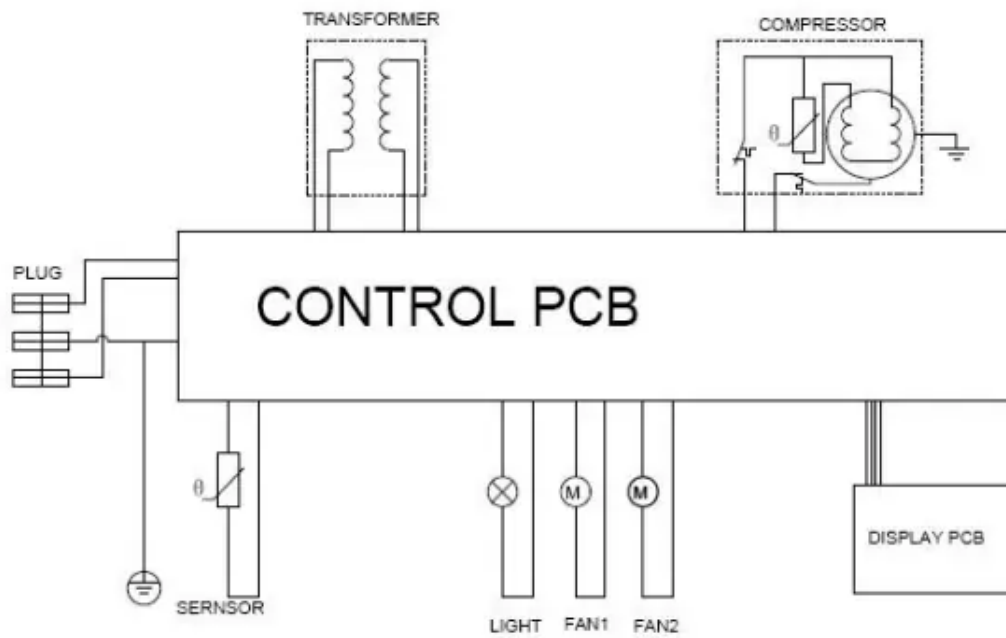 TRANSFORMER
COMPRESSOR
θ
PLUG
CONTROL PCB
θ
M
M
DISPLAY PCB
SERNSOR
LIGHT
FAN1
FAN2